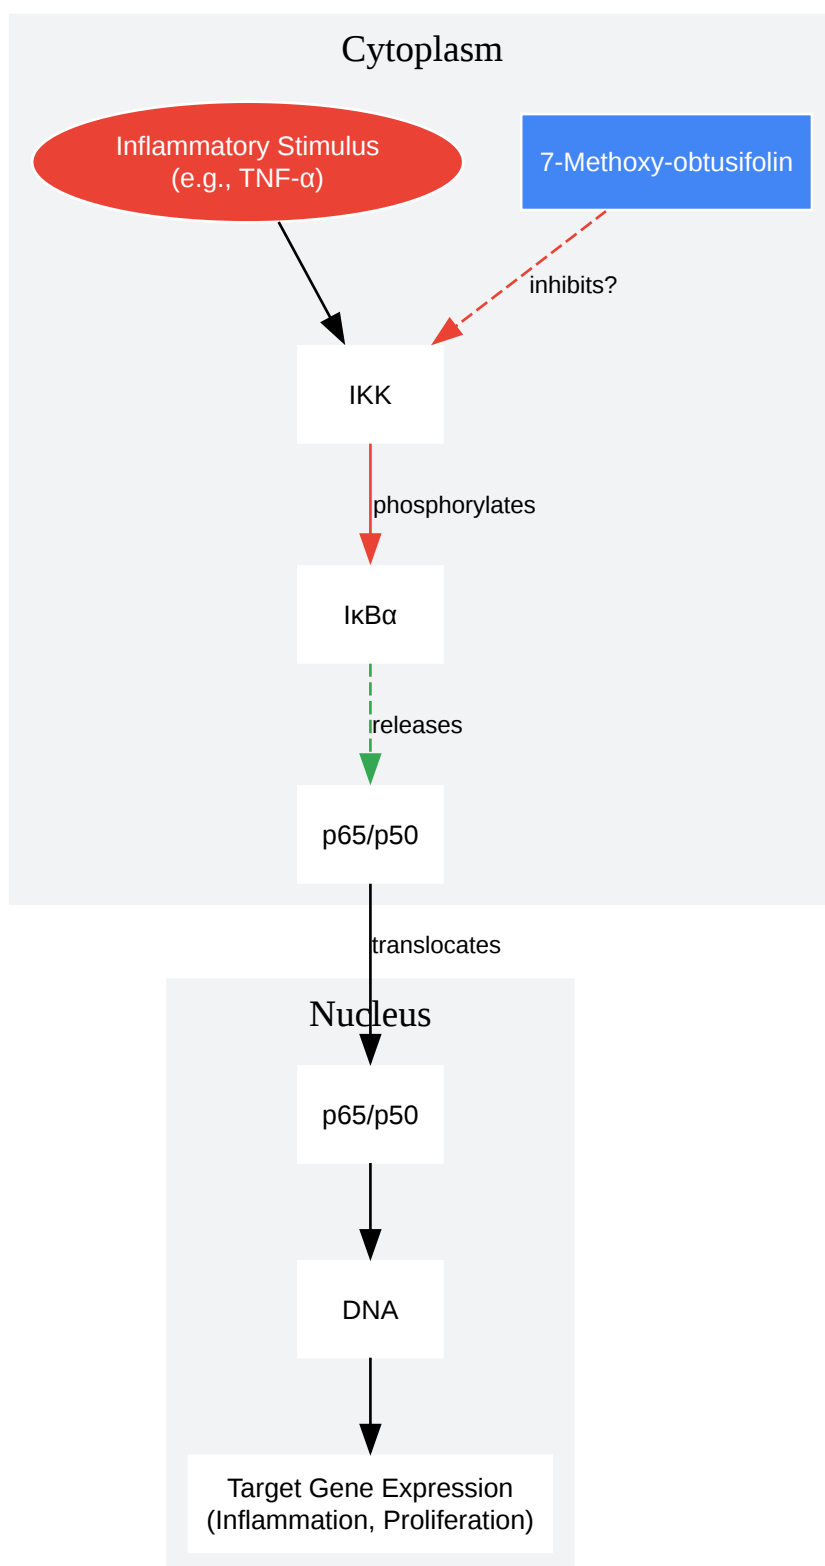 Cytoplasm
Inflammatory Stimulus
(e.g., TNF-α)
7-Methoxy-obtusifolin
inhibits?
IKK
phosphorylates
IκBα
releases
p65/p50
translocates
Nucleus
p65/p50
DNA
Target Gene Expression
(Inflammation, Proliferation)